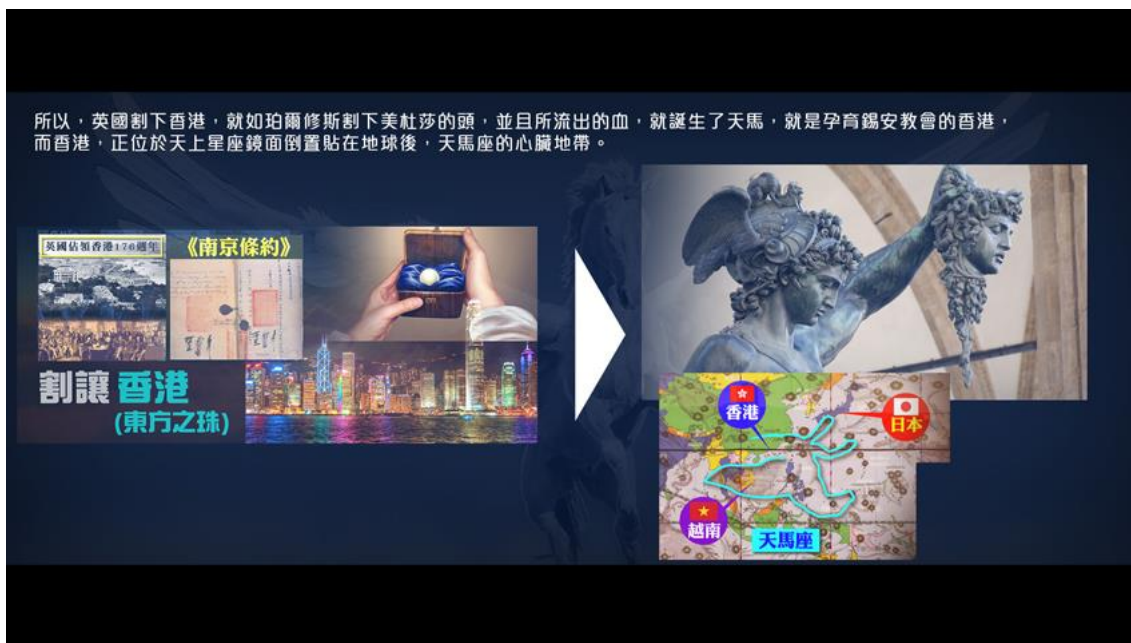 所以，英國割下香港，就如珀爾修斯割下美杜莎的頭，並且所流出的血，就誕生了天馬，就是孕育錫安教會的香港，
而香港，正位於天上星座鏡面倒置貼在地球後，天馬座的心臟地帶。
英國佔領香港176週年
《南京條約》
割讓 香港
(東方之珠)
香港
日本
越南
天馬座